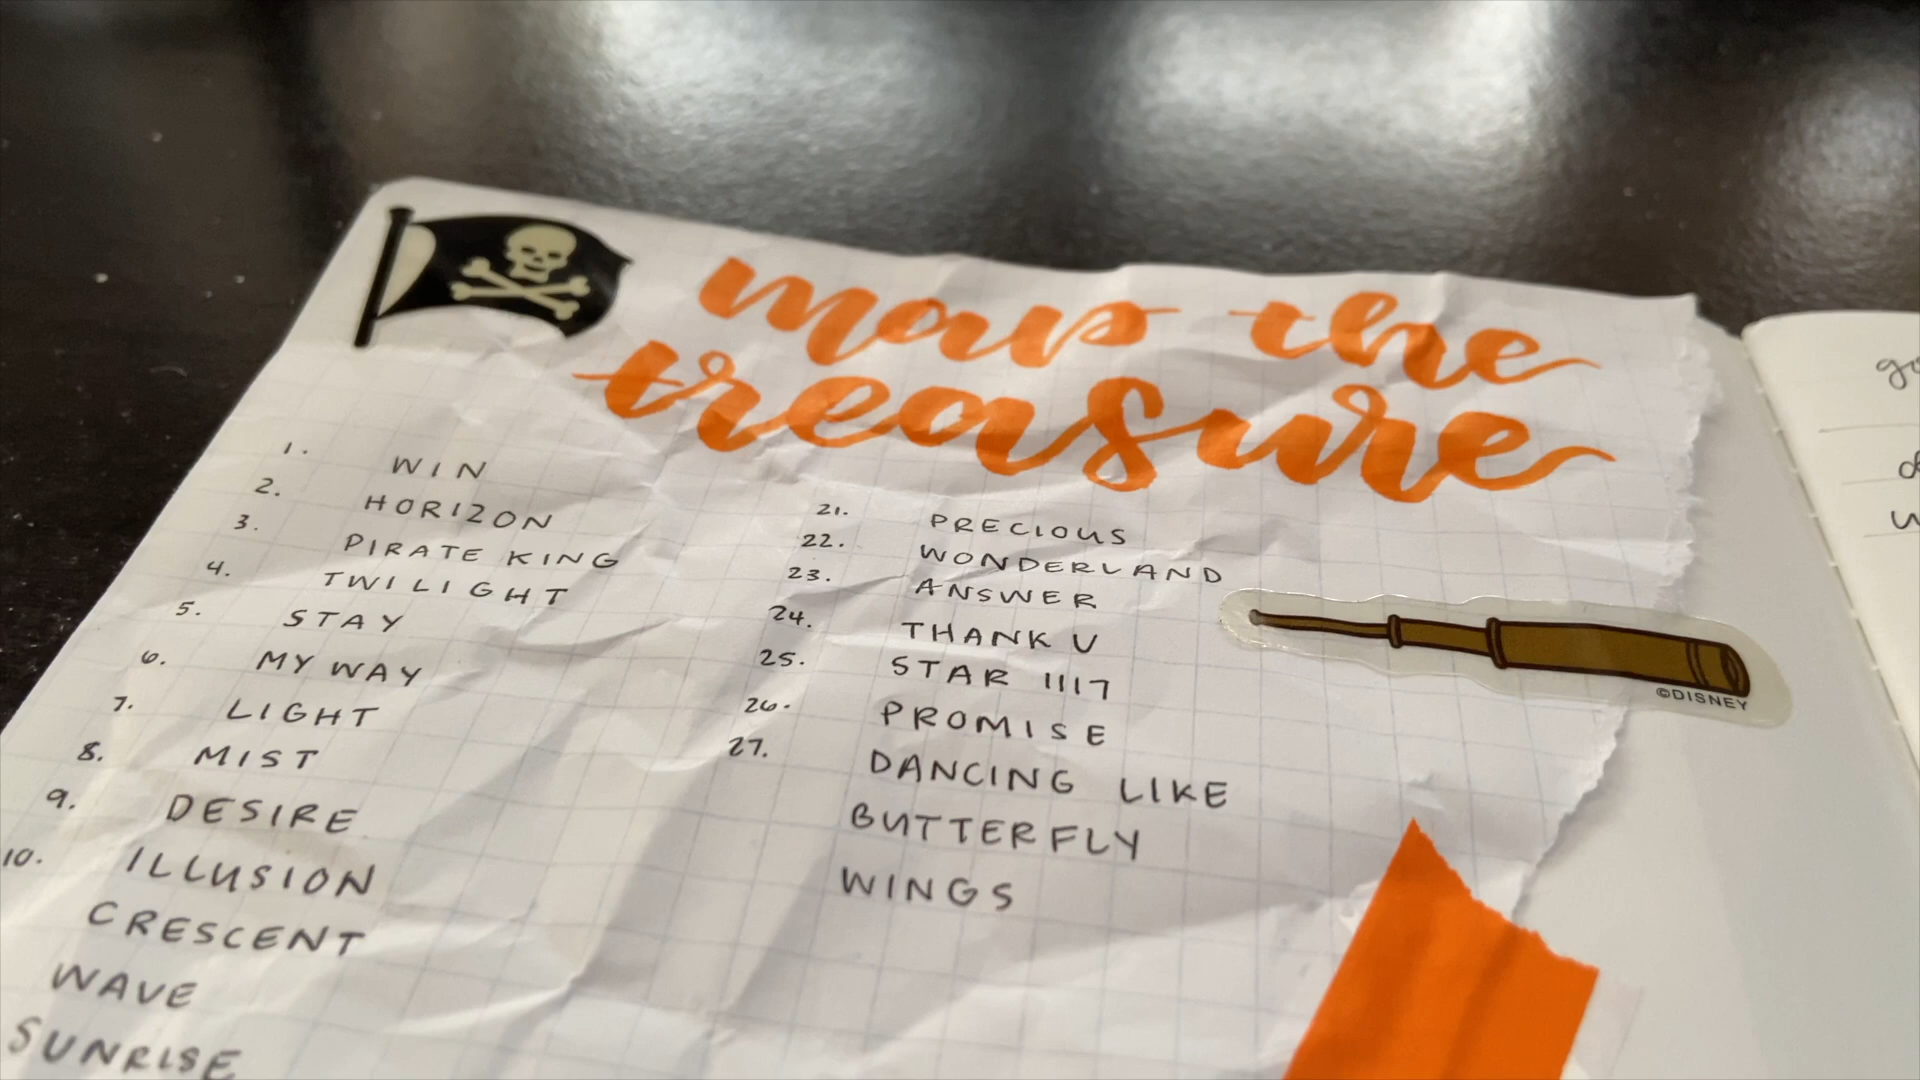 map the
treasure
1. WIN
2. HORIZON
3. PIRATE KING
4. TWILIGHT
5. STAY
6. MY WAY
7. LIGHT
8. MIST
9. DESIRE
10. ILLUSION
CRESCENT
WAVE
SUNRISE
21. PRECIOUS
22. WONDERLAND
23. ANSWER
24. THANK U
25. STAR 1117
26. PROMISE
27. DANCING LIKE
BUTTERFLY
WINGS
©DISNEY